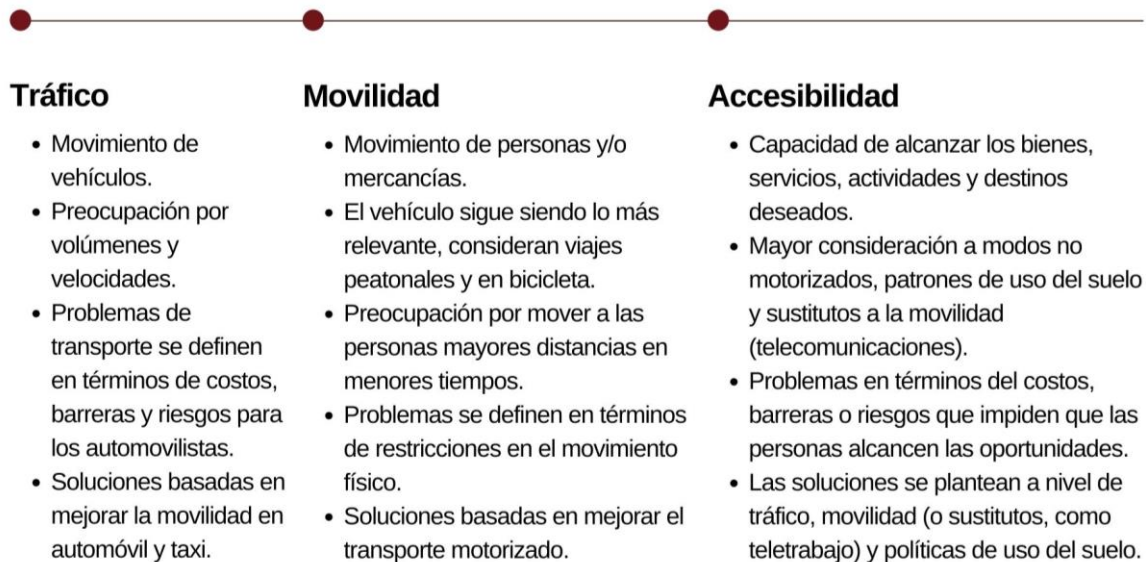 Tráfico
• Movimiento de
vehículos.
• Preocupación por
volúmenes y
velocidades.
• Problemas de
transporte se definen
en términos de costos,
barreras y riesgos para
los automovilistas.
• Soluciones basadas en
mejorar la movilidad en
automóvil y taxi.
Movilidad
• Movimiento de personas y/o
mercancías.
• El vehículo sigue siendo lo más
relevante, consideran viajes
peatonales y en bicicleta.
• Preocupación por mover a las
personas mayores distancias en
menores tiempos.
• Problemas se definen en términos
de restricciones en el movimiento
físico.
• Soluciones basadas en mejorar el
transporte motorizado.
Accesibilidad
• Capacidad de alcanzar los bienes,
servicios, actividades y destinos
deseados.
• Mayor consideración a modos no
motorizados, patrones de uso del suelo
y sustitutos a la movilidad
(telecomunicaciones).
• Problemas en términos del costos,
barreras o riesgos que impiden que las
personas alcancen las oportunidades.
• Las soluciones se plantean a nivel de
tráfico, movilidad (o sustitutos, como
teletrabajo) y políticas de uso del suelo.